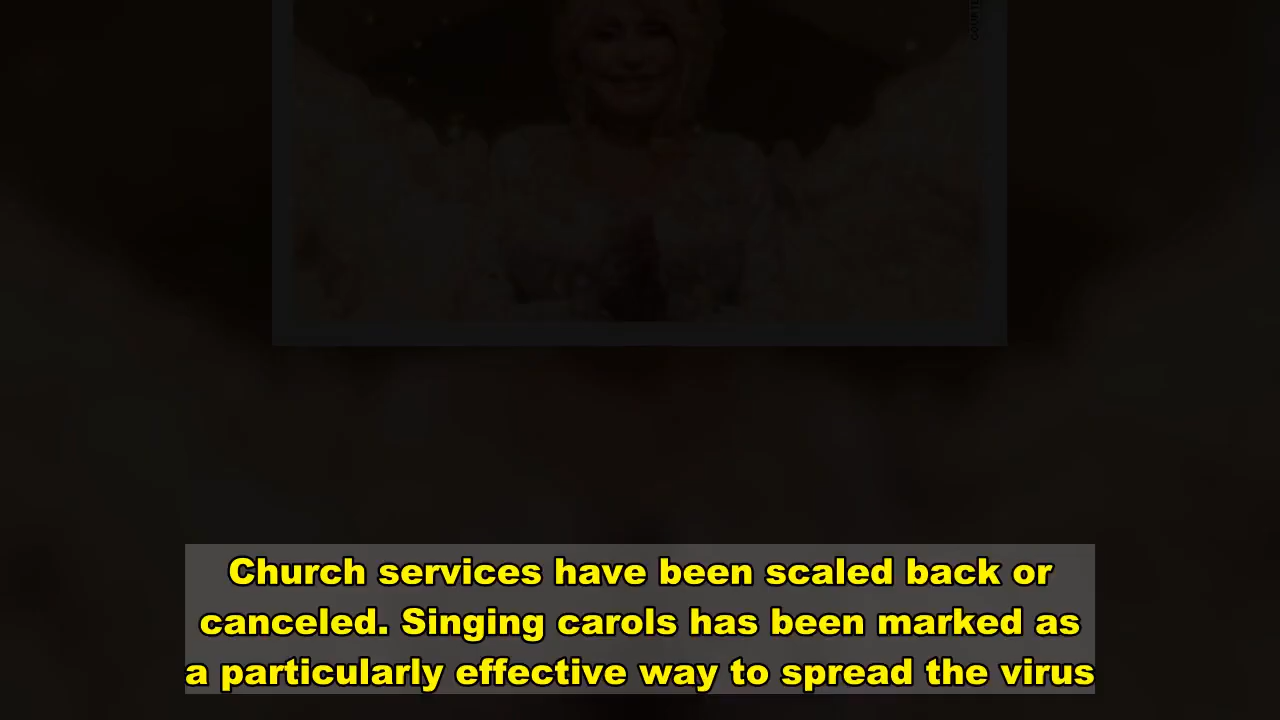 Church services have been scaled back or
canceled. Singing carols has been marked as
a particularly effective way to spread the virus